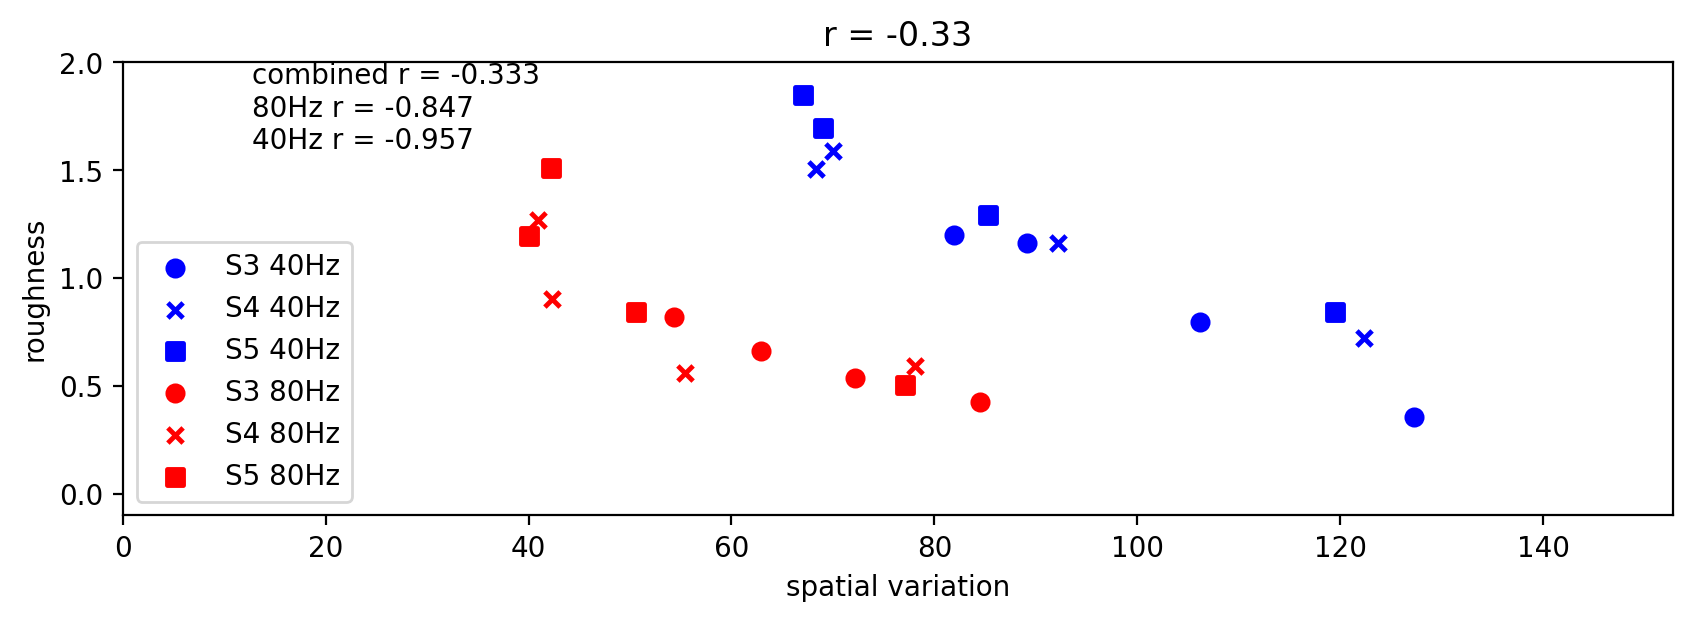 r = -0.33
combined r = -0.333
80Hz r = -0.847
40Hz r = -0.957
2.0
1.5
1.0
0.5
0.0
roughness
S3 40Hz
S4 40Hz
S5 40Hz
S3 80Hz
S4 80Hz
S5 80Hz
0 20 40 60 80 100 120 140
spatial variation